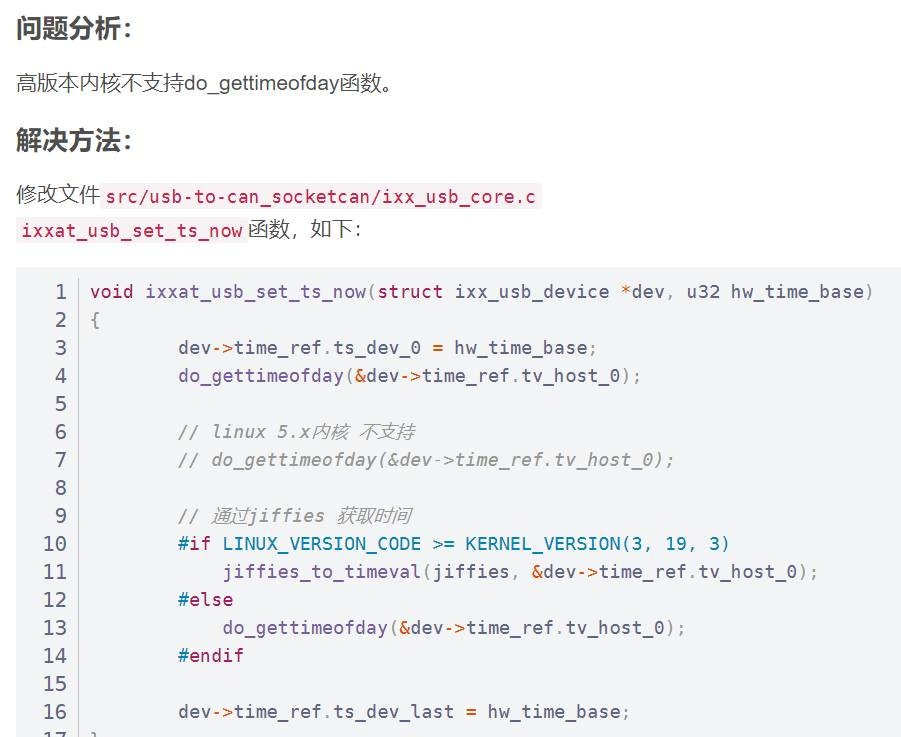 问题分析：
高版本内核不支持do_gettimeofday函数。
解决方法：
修改文件 src/usb-to-can_socketcan/ixx_usb_core.c
ixxat_usb_set_ts_now 函数，如下：
1 void ixxat_usb_set_ts_now(struct ixx_usb_device *dev, u32 hw_time_base)
2 {
3         dev->time_ref.ts_dev_0 = hw_time_base;
4         do_gettimeofday(&dev->time_ref.tv_host_0);
5
6         // linux 5.x内核 不支持
7         // do_gettimeofday(&dev->time_ref.tv_host_0);
8
9         // 通过jiffies 获取时间
10         #if LINUX_VERSION_CODE >= KERNEL_VERSION(3, 19, 3)
11             jiffies_to_timeval(jiffies, &dev->time_ref.tv_host_0);
12         #else
13             do_gettimeofday(&dev->time_ref.tv_host_0);
14         #endif
15
16         dev->time_ref.ts_dev_last = hw_time_base;
17 }